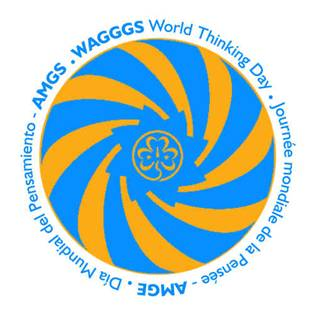 WAGGGS World Thinking Day • Journée mondiale de la Pensée - AMGE • Día Mundial del Pensamiento - AMGS •